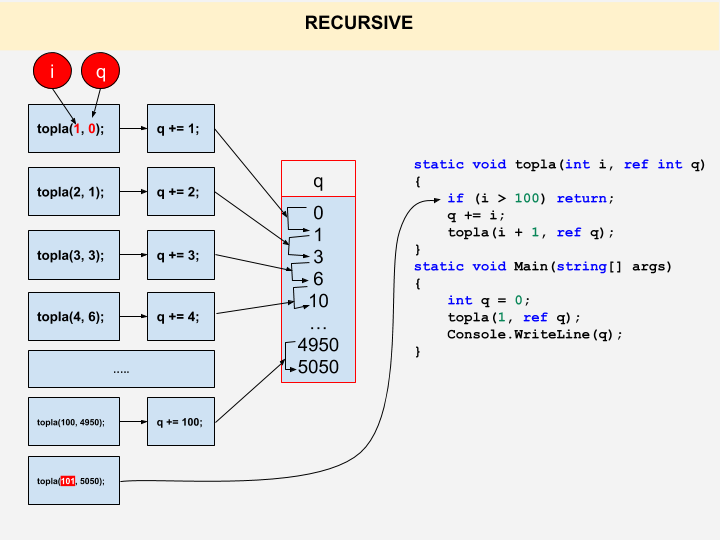 RECURSIVE
i
q
topla(1, 0);
q += 1;
topla(2, 1);
q += 2;
topla(3, 3);
q += 3;
topla(4, 6);
q += 4;
.....
topla(100, 4950);
q += 100;
topla(101, 5050);
q
0
1
3
6
10
...
4950
5050
static void topla(int i, ref int q)
{
if (i > 100) return;
q += i;
topla(i + 1, ref q);
}
static void Main(string[] args)
{
int q = 0;
topla(1, ref q);
Console.WriteLine(q);
}